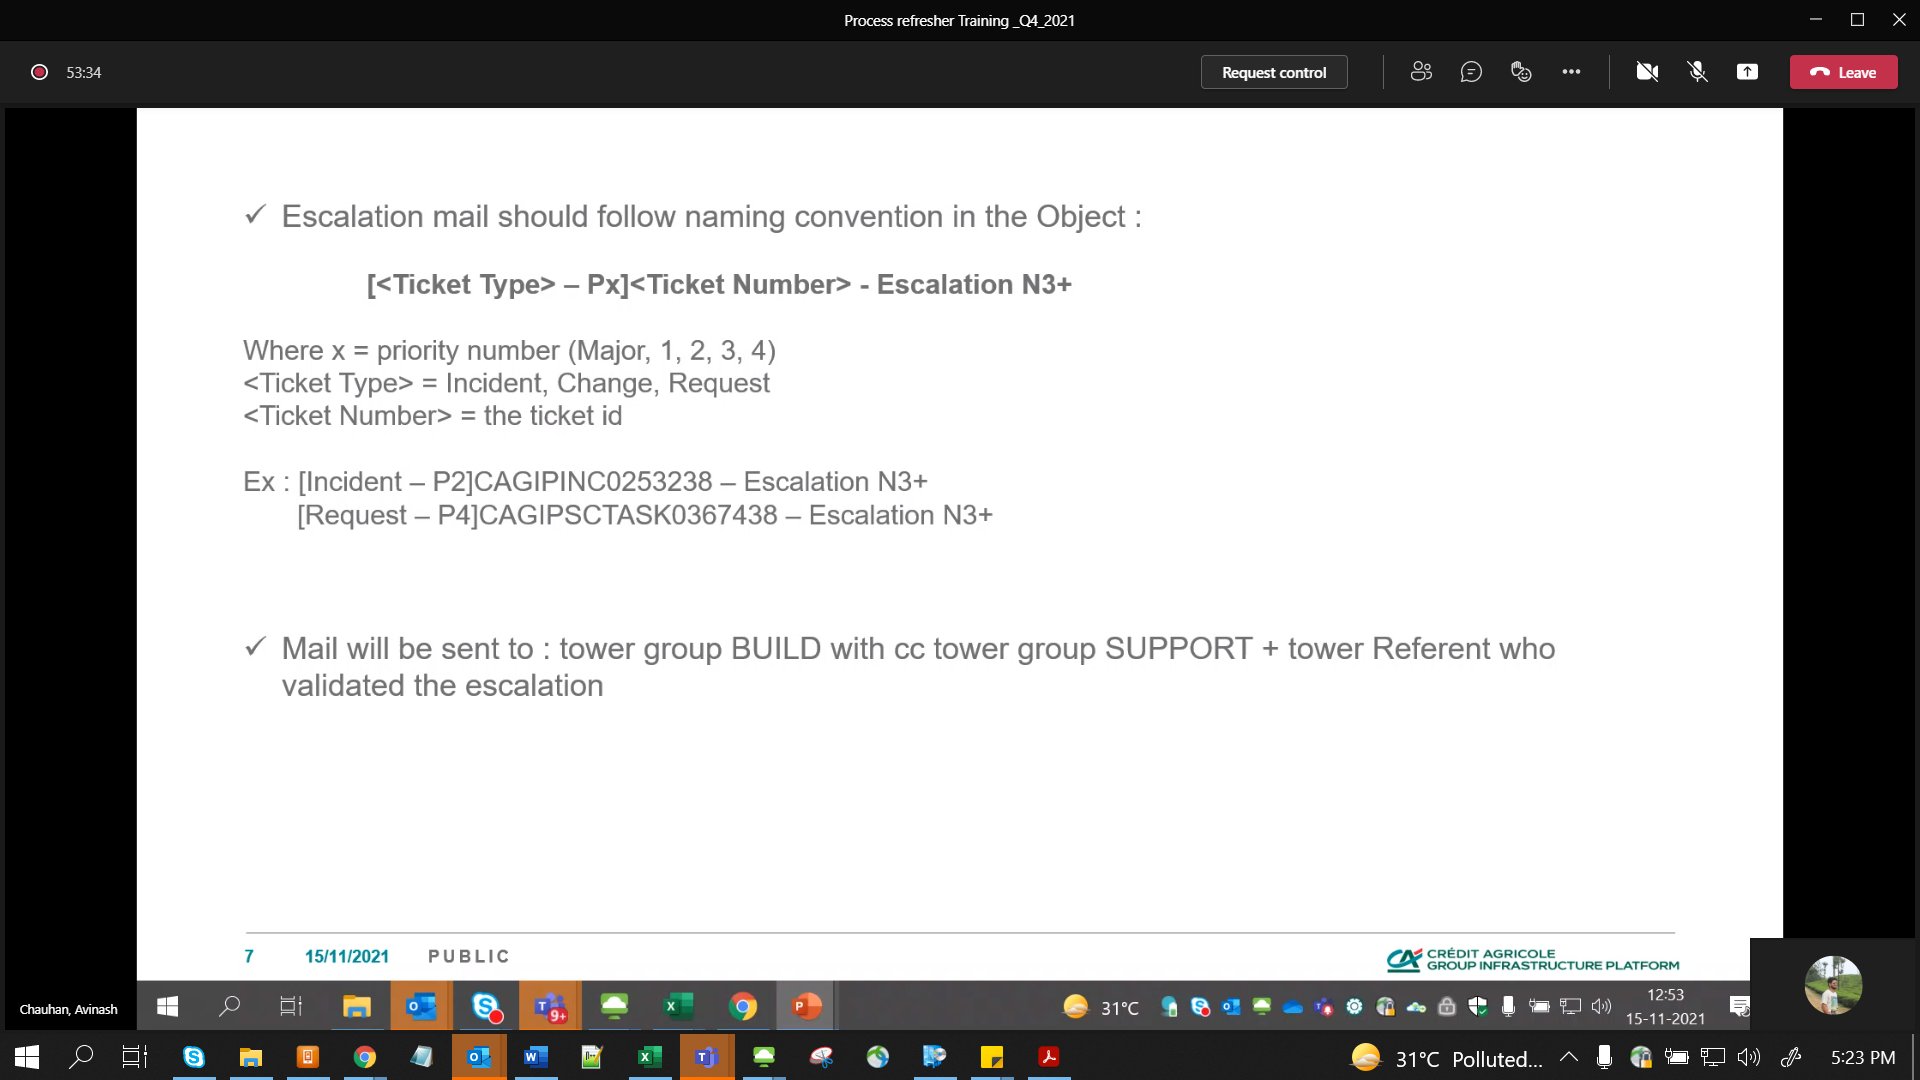 Process refresher Training _Q4_2021
53:34
Request control
Leave
✓ Escalation mail should follow naming convention in the Object :
[<Ticket Type> – Px]<Ticket Number> - Escalation N3+
Where x = priority number (Major, 1, 2, 3, 4)
<Ticket Type> = Incident, Change, Request
<Ticket Number> = the ticket id
Ex : [Incident – P2]CAGIPINC0253238 – Escalation N3+
[Request – P4]CAGIPSCTASK0367438 – Escalation N3+
✓ Mail will be sent to : tower group BUILD with cc tower group SUPPORT + tower Referent who
validated the escalation
7 15/11/2021 PUBLIC
CRÉDIT AGRICOLE
GROUP INFRASTRUCTURE PLATFORM
Chauhan, Avinash
9+
31°C
12:53
15-11-2021
31°C Polluted...
5:23 PM